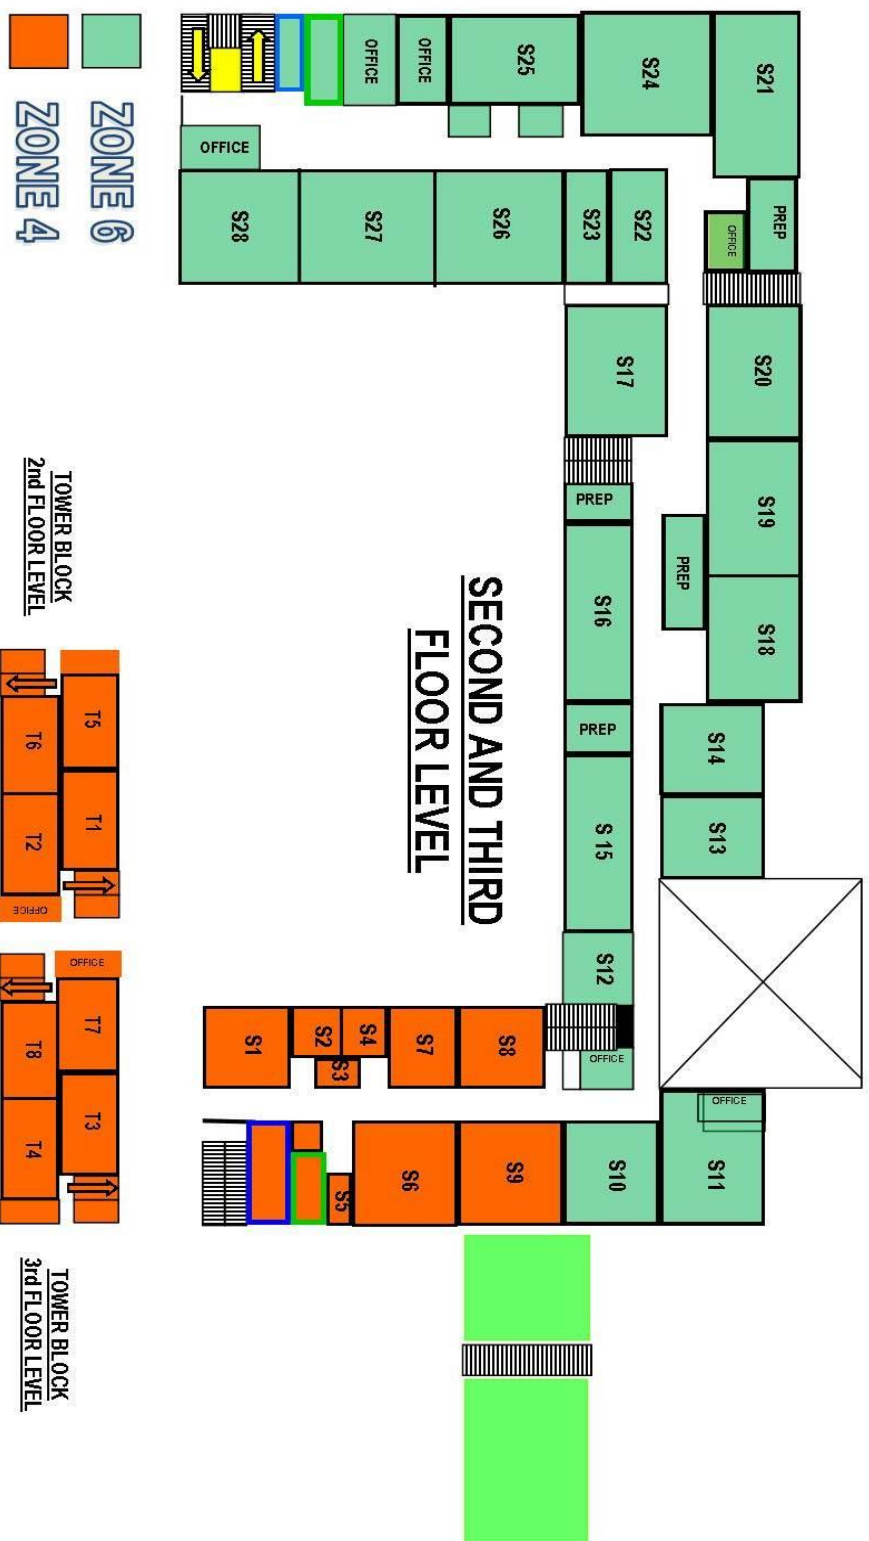 SECOND AND THIRD
FLOOR LEVEL
ZONE 6
ZONE 4
OFFICE
OFFICE
S25
S24
S21
OFFICE
S28
S27
S26
S23
S22
OFFICE
PREP
S17
S20
PREP
S19
S16
PREP
S18
PREP
S14
S 15
S13
S12
OFFICE
S1
S2
S4
S3
S7
S8
OFFICE
S5
S6
S9
S10
S11
TOWER BLOCK
2nd FLOOR LEVEL
T5
T1
T6
T2
OFFICE
OFFICE
T7
T3
T8
T4
TOWER BLOCK
3rd FLOOR LEVEL